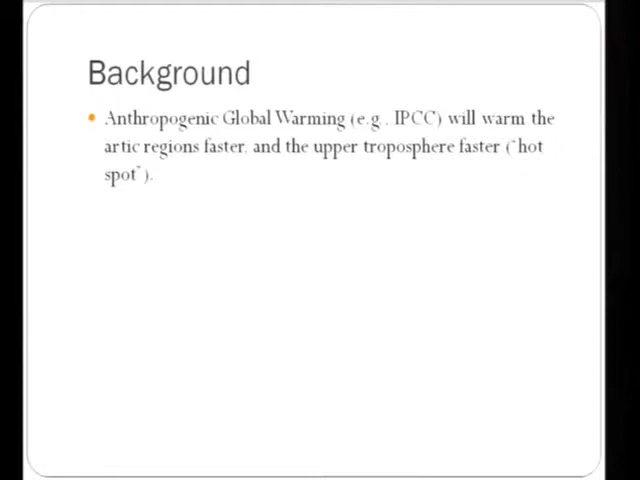 Background
• Anthropogenic Global Warming (e.g., IPCC) will warm the
artic regions faster, and the upper troposphere faster ("hot
spot").